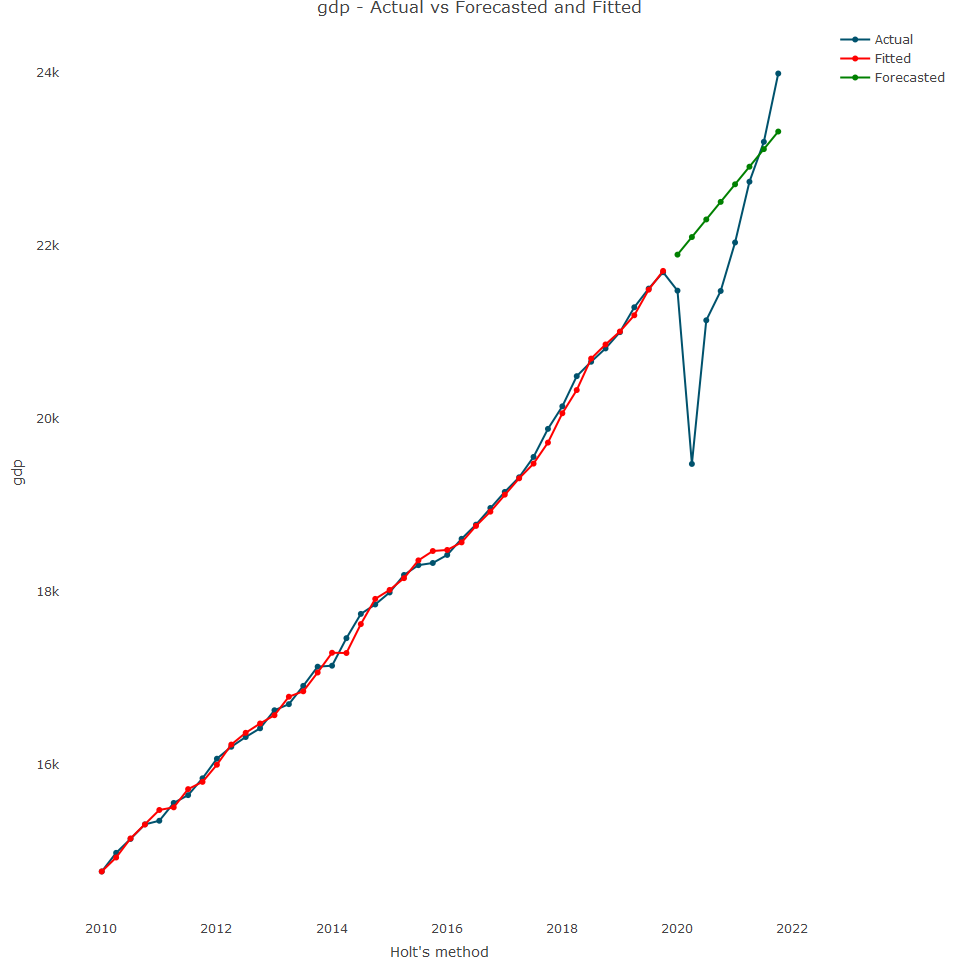 gdp - Actual vs Forecasted and Fitted
Actual
Fitted
Forecasted
24k
22k
20k
18k
16k
gdp
2010
2012
2014
2016
2018
2020
2022
Holt's method